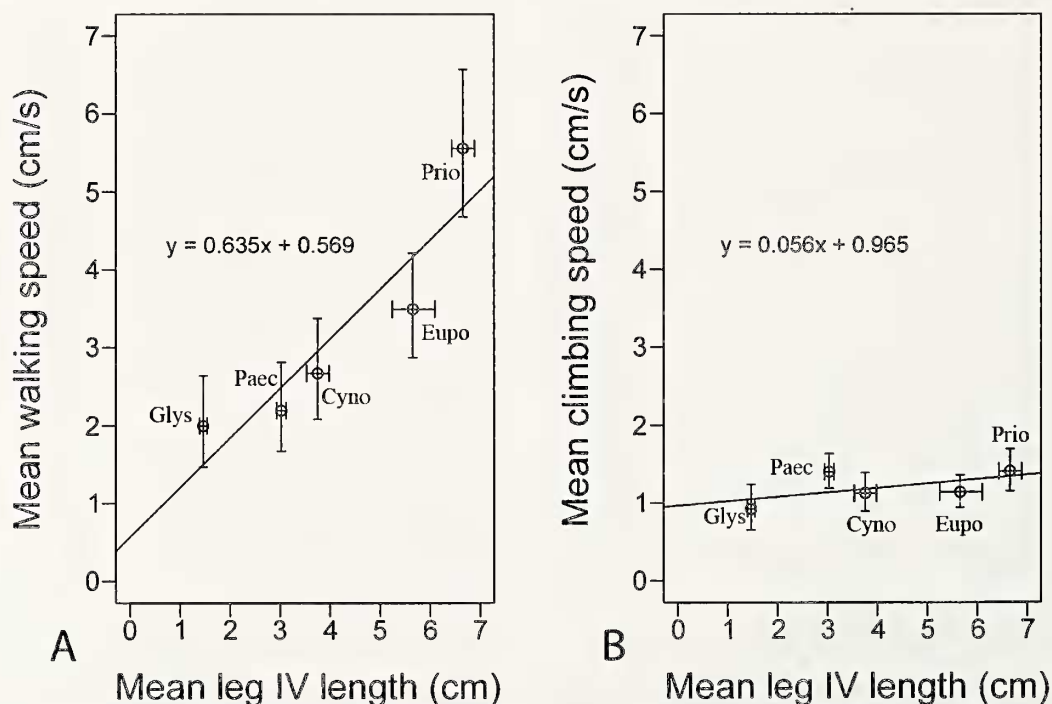 Mean walking speed (cm/s)
7
6
5
4
3
2
1
0
Prio
y = 0.635x + 0.569
Eupo
Paec
Cyno
Glys
0 1 2 3 4 5 6 7
A
Mean leg IV length (cm)
Mean climbing speed (cm/s)
7
6
5
4
3
2
1
0
y = 0.056x + 0.965
Prio
Paec
Glys
Cyno
Eupo
0 1 2 3 4 5 6 7
B
Mean leg IV length (cm)